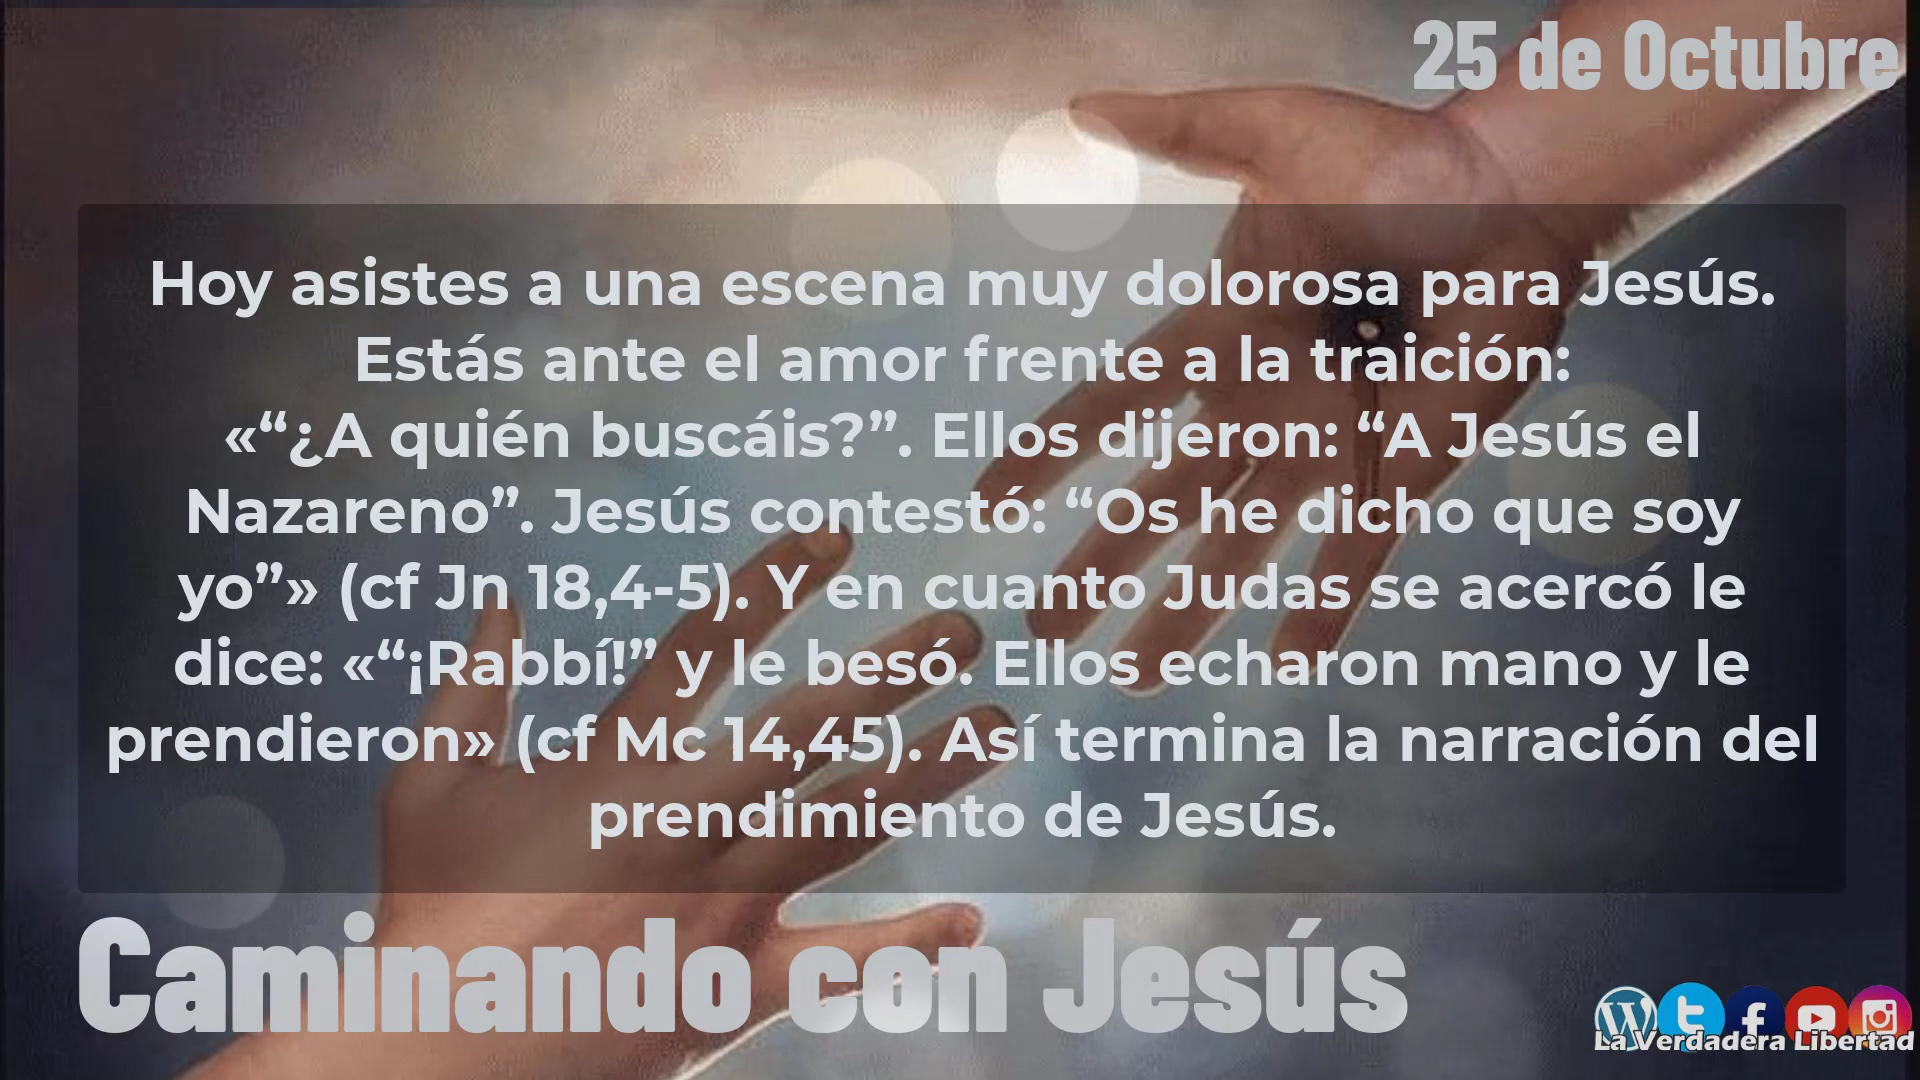 25 de Octubre
Hoy asistes a una escena muy dolorosa para Jesús.
Estás ante el amor frente a la traición:
«“¿A quién buscáis?”. Ellos dijeron: “A Jesús el
Nazareno”. Jesús contestó: “Os he dicho que soy
yo”» (cf Jn 18,4-5). Y en cuanto Judas se acercó le
dice: «“¡Rabbí!” y le besó. Ellos echaron mano y le
prendieron» (cf Mc 14,45). Así termina la narración del
prendimiento de Jesús.
Caminando con Jesús
La Verdadera Libertad